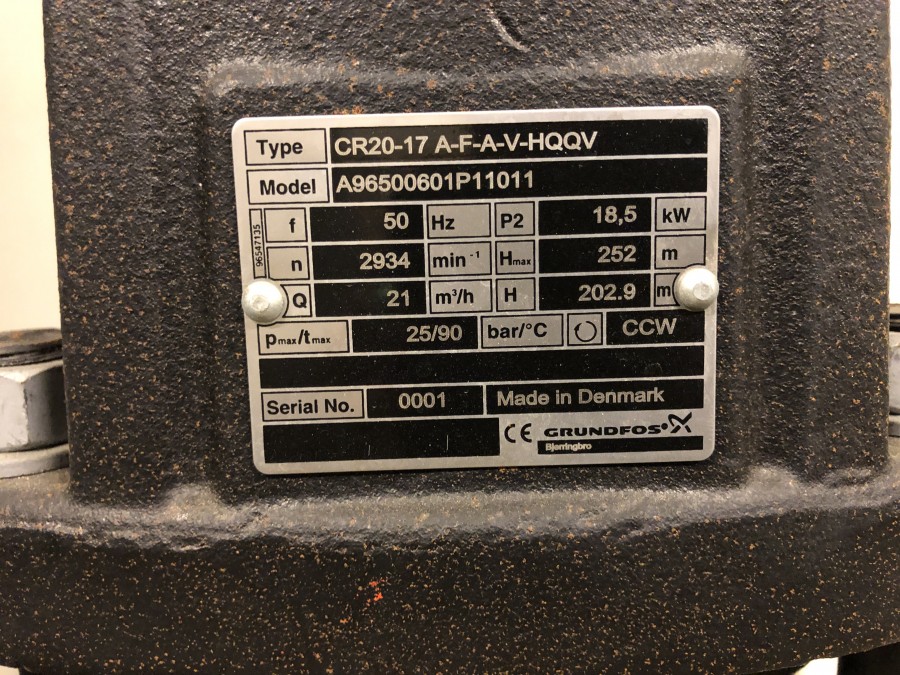 Type CR20-17 A-F-A-V-HQQV
Model A96500601P11011
96547135
f 50 Hz P2 18,5 kW
n 2934 min⁻¹ Hmax 252 m
Q 21 m³/h H 202.9 m
pmax/tmax 25/90 bar/°C CCW
Serial No. 0001 Made in Denmark
CE GRUNDFOS
Bjerringbro